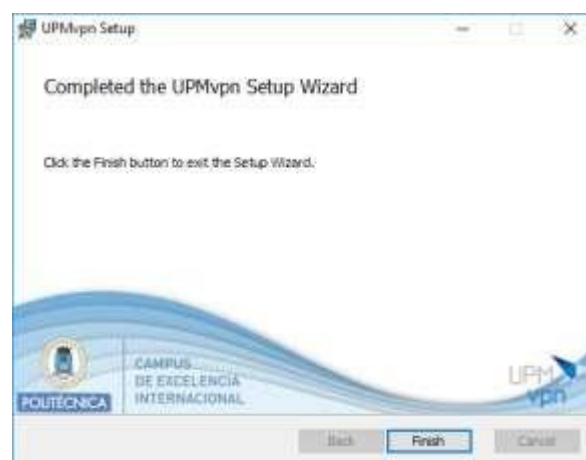 UPMvpn Setup
Completed the UPMvpn Setup Wizard
Click the Finish button to exit the Setup Wizard.
POLITÉCNICA
CAMPUS
DE EXCELENCIA
INTERNACIONAL
UPM
vpn
Back
Finish
Cancel